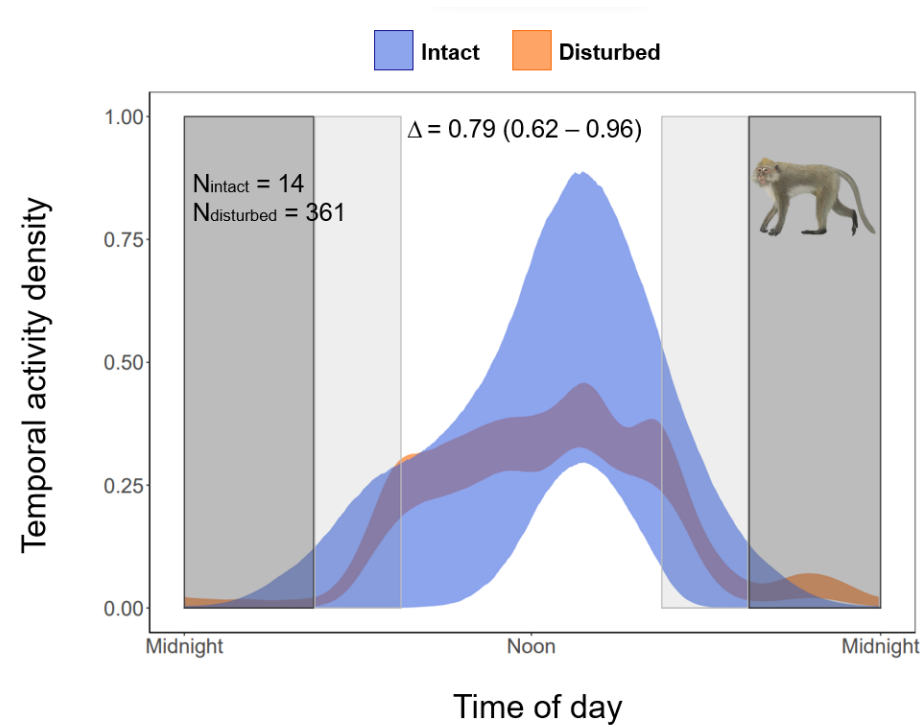 Intact Disturbed
1.00
Δ = 0.79 (0.62 – 0.96)
Nintact = 14
Ndisturbed = 361
0.75
0.50
0.25
0.00
Temporal activity density
Midnight Noon Midnight
Time of day